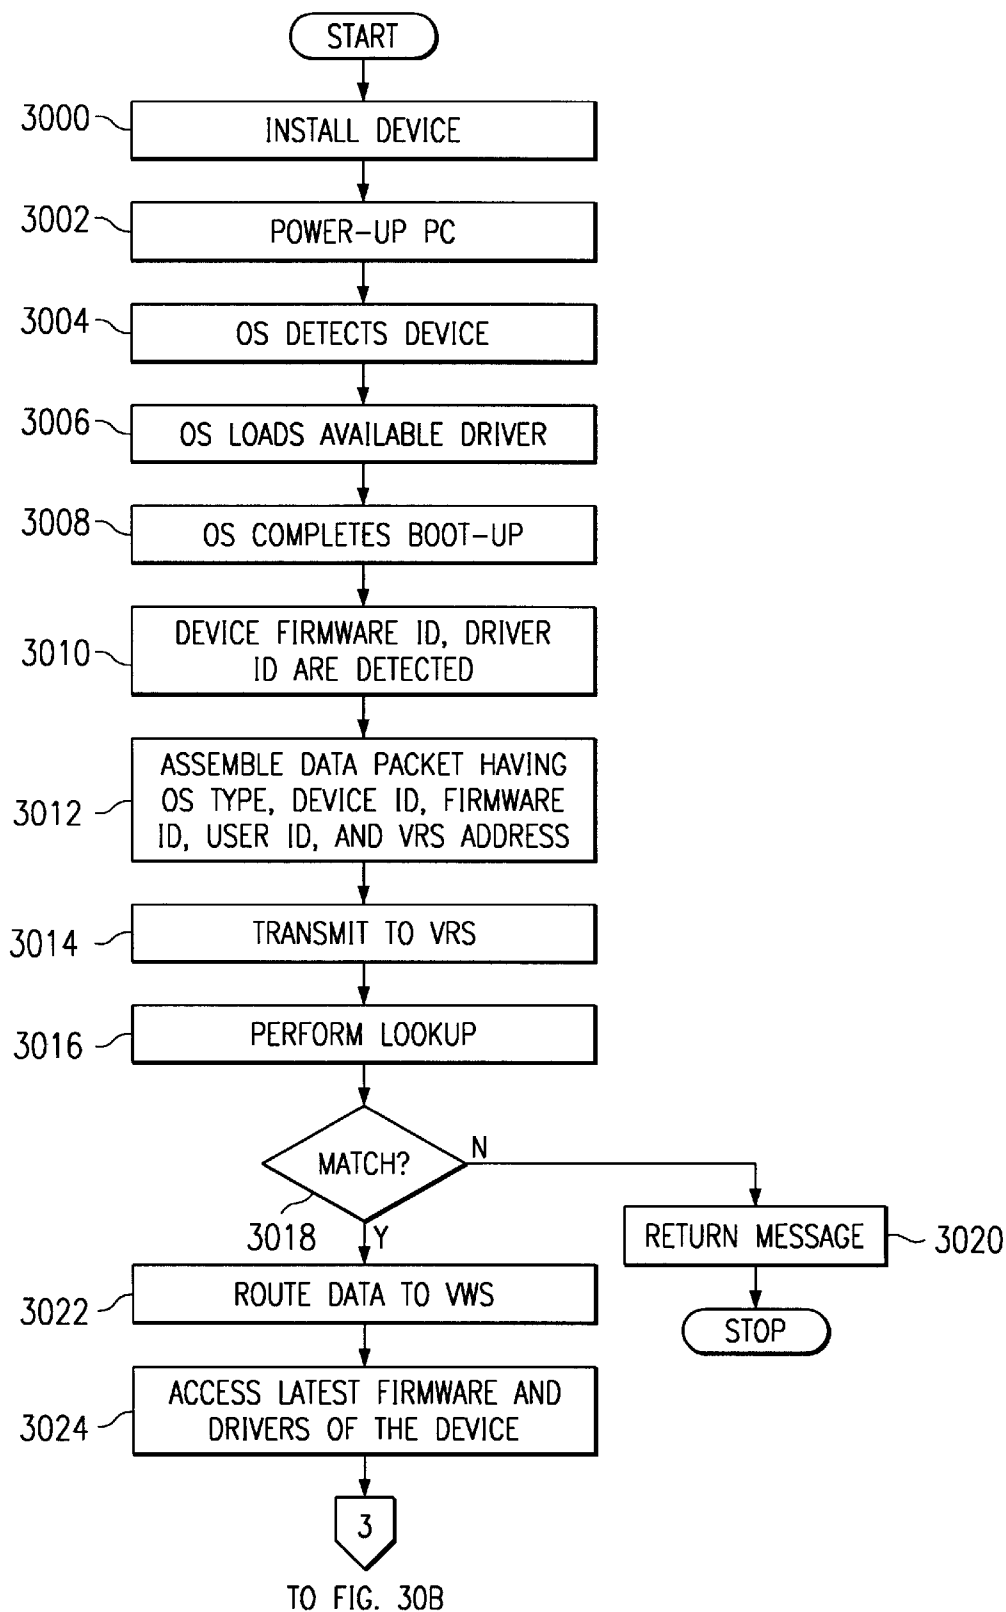 START
3000
INSTALL DEVICE
3002
POWER-UP PC
3004
OS DETECTS DEVICE
3006
OS LOADS AVAILABLE DRIVER
3008
OS COMPLETES BOOT-UP
3010
DEVICE FIRMWARE ID, DRIVER
ID ARE DETECTED
3012
ASSEMBLE DATA PACKET HAVING
OS TYPE, DEVICE ID, FIRMWARE
ID, USER ID, AND VRS ADDRESS
3014
TRANSMIT TO VRS
3016
PERFORM LOOKUP
MATCH?
N
3018
Y
RETURN MESSAGE
3020
STOP
3022
ROUTE DATA TO VWS
3024
ACCESS LATEST FIRMWARE AND
DRIVERS OF THE DEVICE
3
TO FIG. 30B